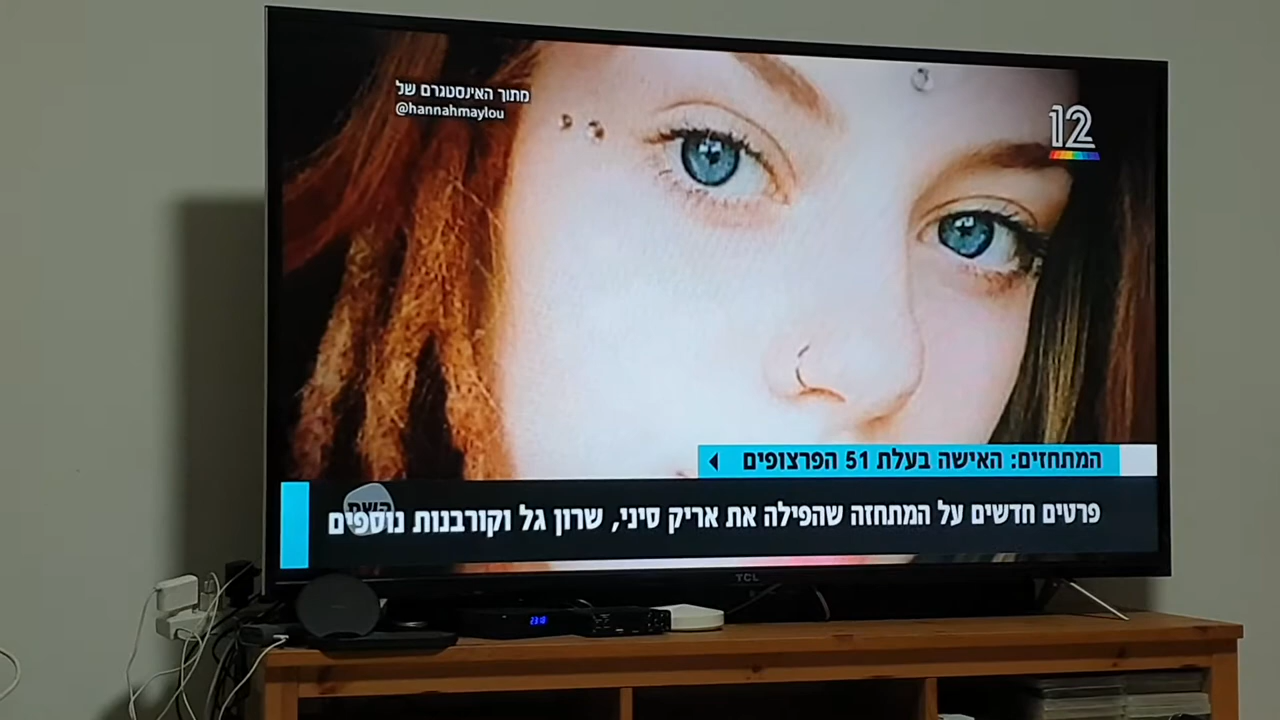 מתוך האינסטגרם של
@hannahmaylou
12
המתחזים: האישה בעלת 51 הפרצופים
פרטים חדשים על המתחזה שהפילה את אריק סיני, שרון גל וקורבנות נוספים
TCL